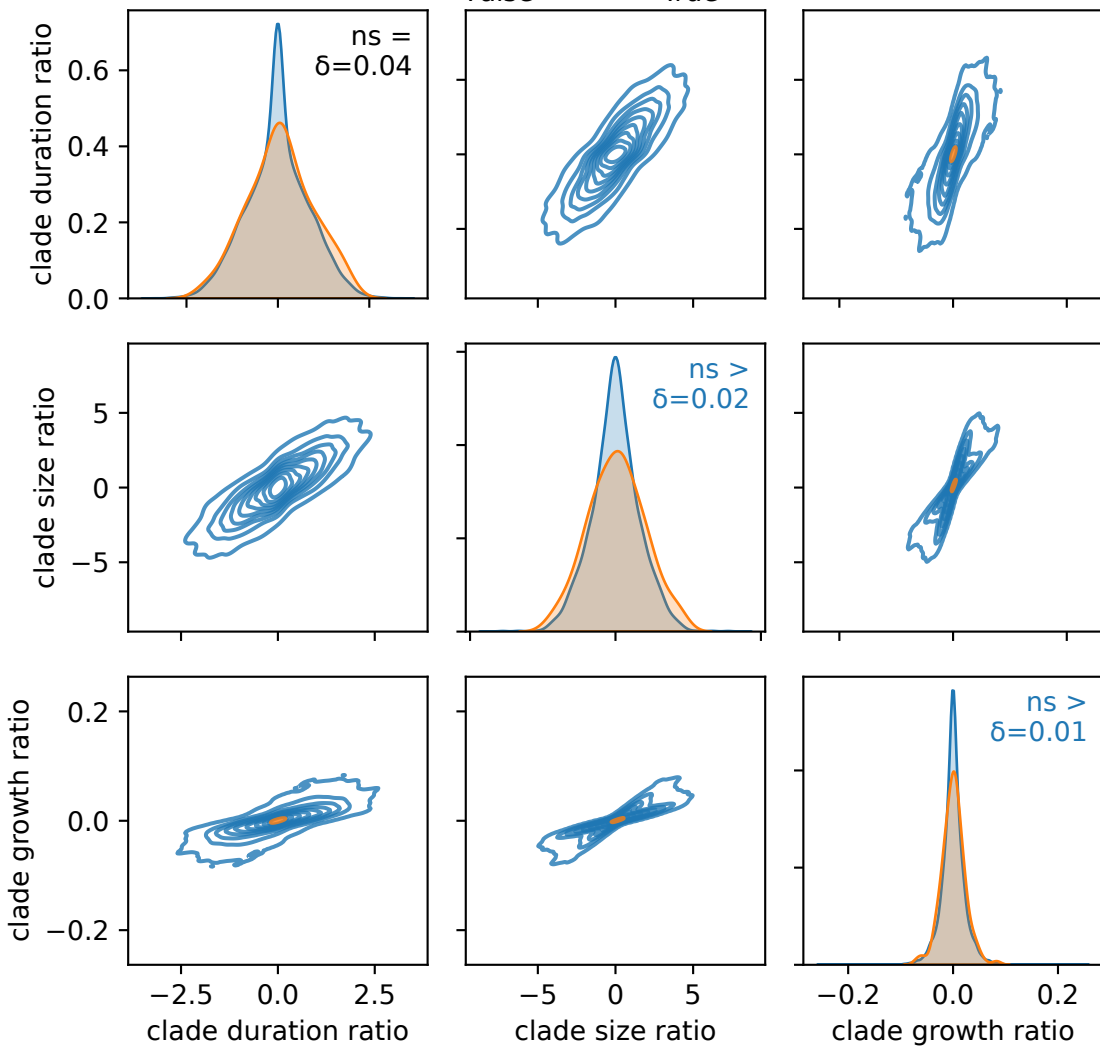 ns =
δ=0.04
clade duration ratio
0.6
0.4
0.2
0.0
ns >
δ=0.02
clade size ratio
5
0
−5
−5
0
5
ns >
δ=0.01
clade growth ratio
0.2
0.0
−0.2
−2.5 0.0 2.5
−5 0 5
−0.2 0.0 0.2
clade duration ratio
clade size ratio
clade growth ratio